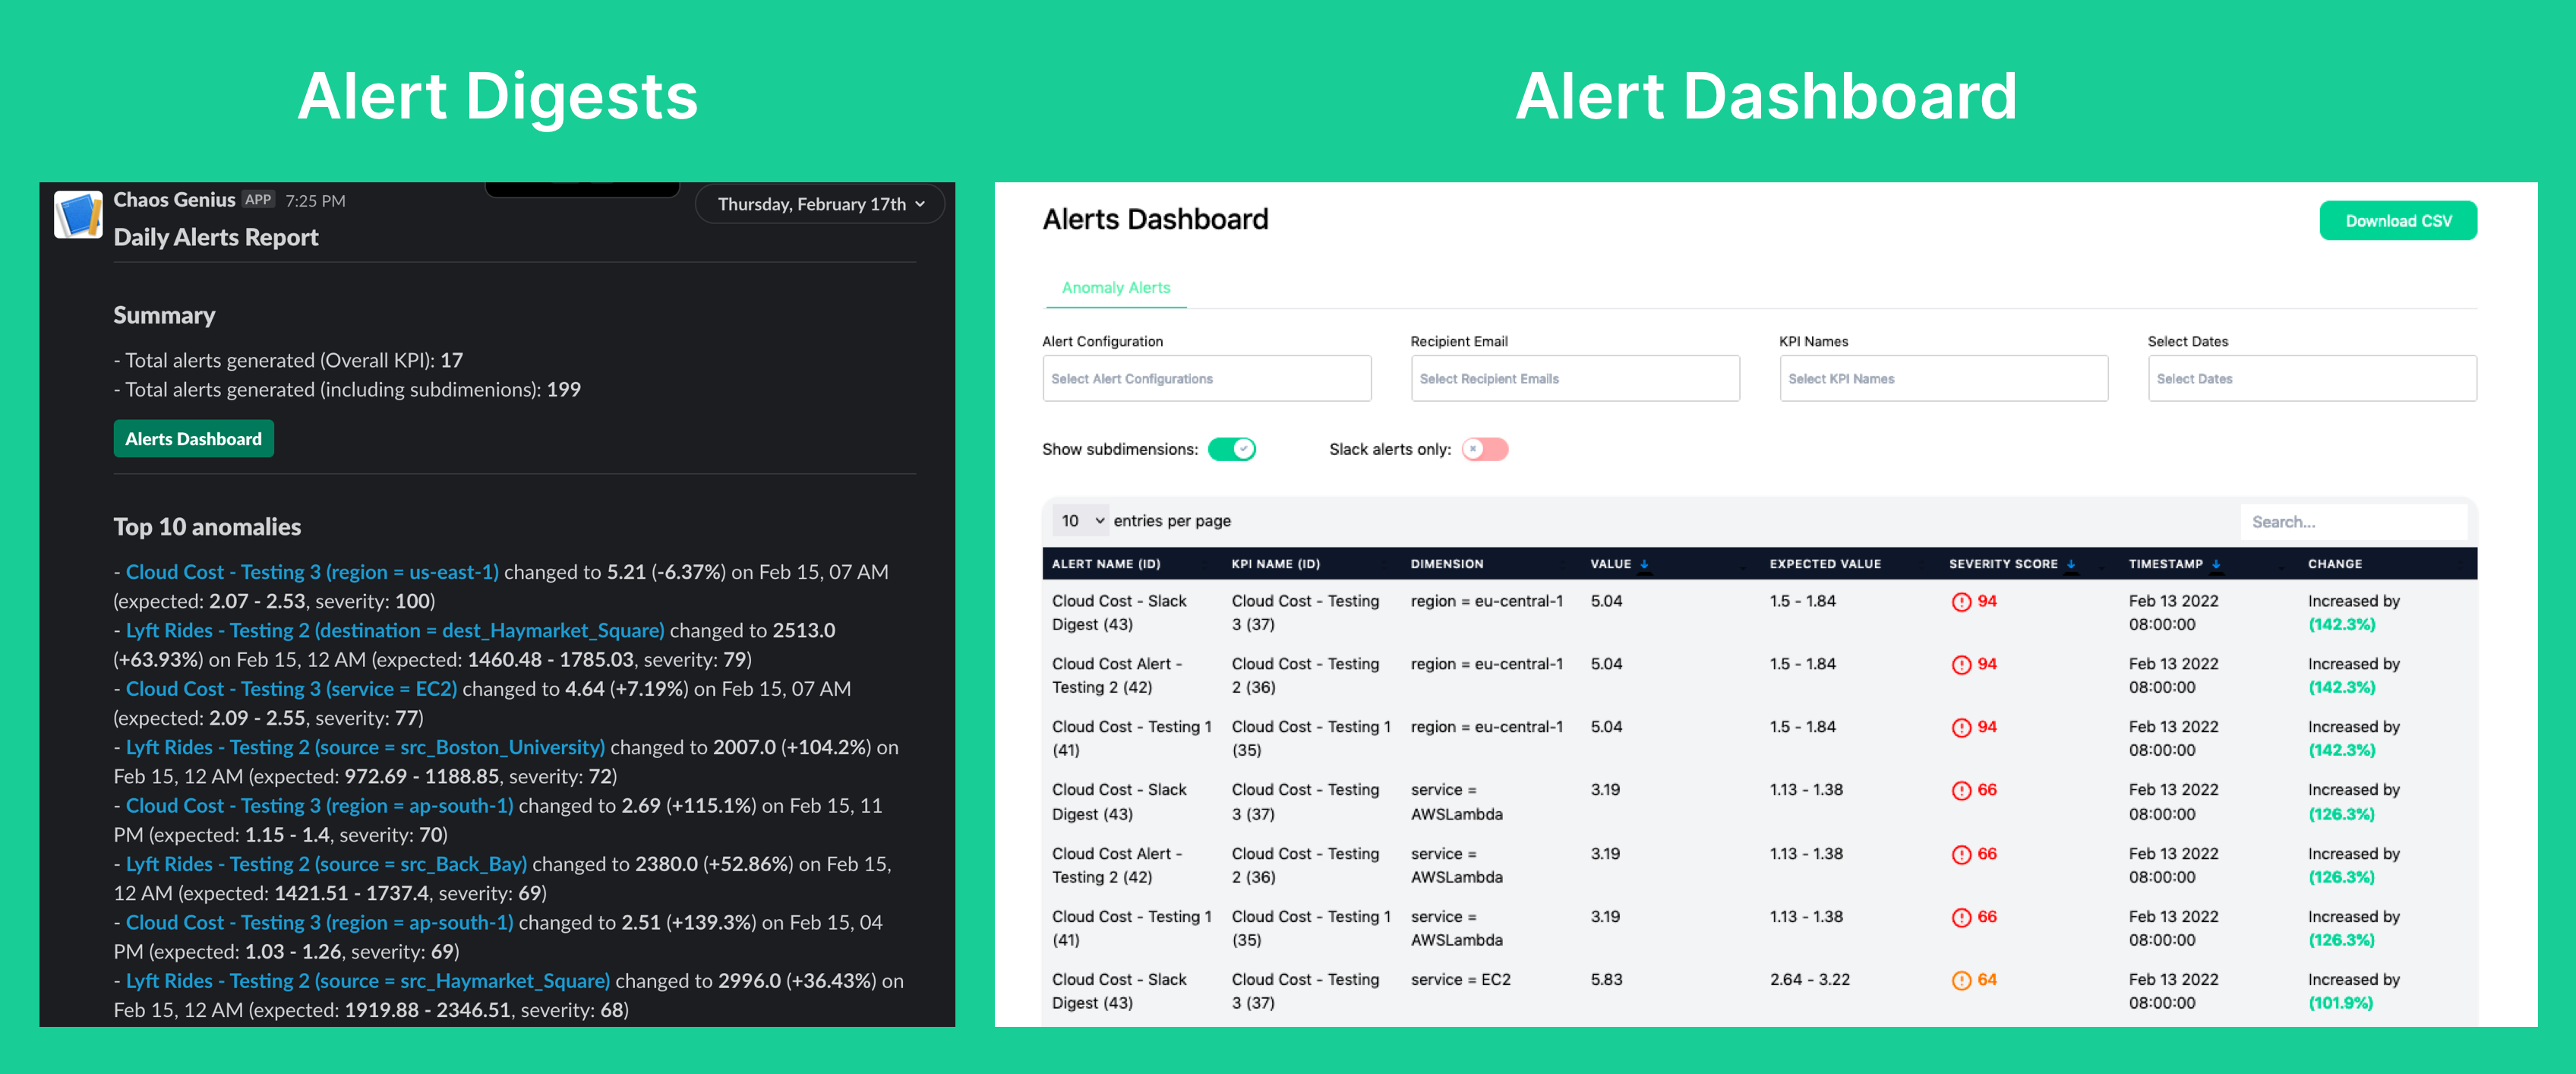 Alert Digests
Chaos Genius APP 7:25 PM
Thursday, February 17th
Daily Alerts Report
Summary
- Total alerts generated (Overall KPI): 17
- Total alerts generated (including subdimenions): 199
Alerts Dashboard
Top 10 anomalies
- Cloud Cost - Testing 3 (region = us-east-1) changed to 5.21 (-6.37%) on Feb 15, 07 AM
(expected: 2.07 - 2.53, severity: 100)
- Lyft Rides - Testing 2 (destination = dest_Haymarket_Square) changed to 2513.0
(+63.93%) on Feb 15, 12 AM (expected: 1460.48 - 1785.03, severity: 79)
- Cloud Cost - Testing 3 (service = EC2) changed to 4.64 (+7.19%) on Feb 15, 07 AM
(expected: 2.09 - 2.55, severity: 77)
- Lyft Rides - Testing 2 (source = src_Boston_University) changed to 2007.0 (+104.2%) on
Feb 15, 12 AM (expected: 972.69 - 1188.85, severity: 72)
- Cloud Cost - Testing 3 (region = ap-south-1) changed to 2.69 (+115.1%) on Feb 15, 11
PM (expected: 1.15 - 1.4, severity: 70)
- Lyft Rides - Testing 2 (source = src_Back_Bay) changed to 2380.0 (+52.86%) on Feb 15,
12 AM (expected: 1421.51 - 1737.4, severity: 69)
- Cloud Cost - Testing 3 (region = ap-south-1) changed to 2.51 (+139.3%) on Feb 15, 04
PM (expected: 1.03 - 1.26, severity: 69)
- Lyft Rides - Testing 2 (source = src_Haymarket_Square) changed to 2996.0 (+36.43%) on
Feb 15, 12 AM (expected: 1919.88 - 2346.51, severity: 68)
Alert Dashboard
Alerts Dashboard
Download CSV
Anomaly Alerts
Alert Configuration Recipient Email KPI Names Select Dates
Select Alert Configurations Select Recipient Emails Select KPI Names Select Dates
Show subdimensions: Slack alerts only:
10 entries per page Search...
ALERT NAME (ID) KPI NAME (ID) DIMENSION VALUE EXPECTED VALUE SEVERITY SCORE TIMESTAMP CHANGE
Cloud Cost - Slack Cloud Cost - Testing region = eu-central-1 5.04 1.5 - 1.84 94 Feb 13 2022 Increased by
Digest (43) 3 (37) 08:00:00 (142.3%)
Cloud Cost Alert - Cloud Cost - Testing region = eu-central-1 5.04 1.5 - 1.84 94 Feb 13 2022 Increased by
Testing 2 (42) 2 (36) 08:00:00 (142.3%)
Cloud Cost - Testing 1 Cloud Cost - Testing 1 region = eu-central-1 5.04 1.5 - 1.84 94 Feb 13 2022 Increased by
(41) (35) 08:00:00 (142.3%)
Cloud Cost - Slack Cloud Cost - Testing service = 3.19 1.13 - 1.38 66 Feb 13 2022 Increased by
Digest (43) 3 (37) AWSLambda 08:00:00 (126.3%)
Cloud Cost Alert - Cloud Cost - Testing service = 3.19 1.13 - 1.38 66 Feb 13 2022 Increased by
Testing 2 (42) 2 (36) AWSLambda 08:00:00 (126.3%)
Cloud Cost - Testing 1 Cloud Cost - Testing 1 service = 3.19 1.13 - 1.38 66 Feb 13 2022 Increased by
(41) (35) AWSLambda 08:00:00 (126.3%)
Cloud Cost - Slack Cloud Cost - Testing service = EC2 5.83 2.64 - 3.22 64 Feb 13 2022 Increased by
Digest (43) 3 (37) 08:00:00 (101.9%)